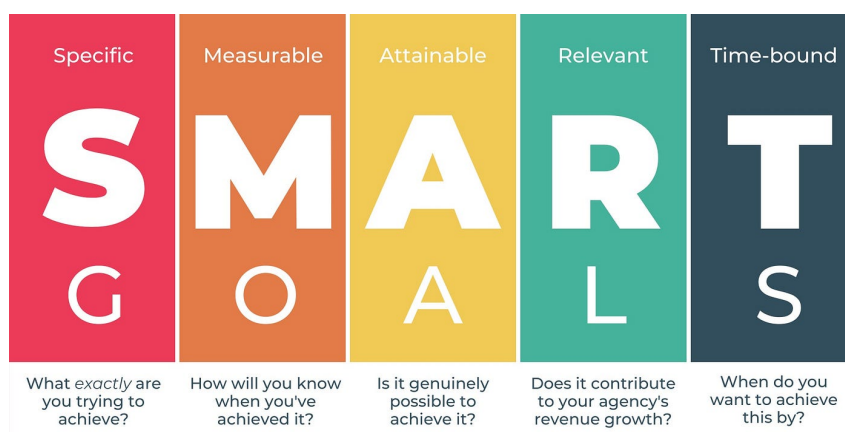 Specific Measurable Attainable Relevant Time-bound
S M A R T
G O A L S
What exactly are
you trying to
achieve?
How will you know
when you've
achieved it?
Is it genuinely
possible to
achieve it?
Does it contribute
to your agency's
revenue growth?
When do you
want to achieve
this by?